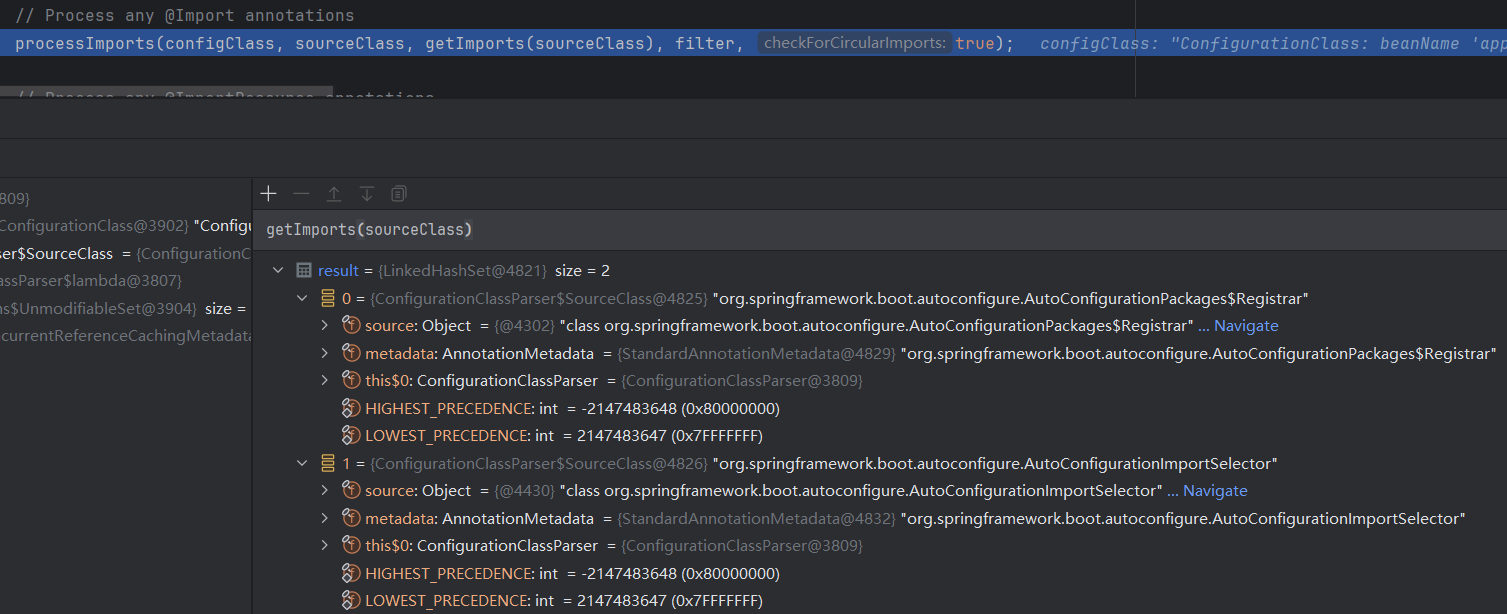 // Process any @Import annotations
processImports(configClass, sourceClass, getImports(sourceClass), filter, checkForCircularImports: true); configClass: "ConfigurationClass: beanName 'app
// Process any @ImportResource annotations
809}
ConfigurationClass@3902} "Configu
ser$SourceClass = {ConfigurationC
assParser$lambda@3807}
ns$UnmodifiableSet@3904} size =
ncurrentReferenceCachingMetadata
getImports(sourceClass)
result = {LinkedHashSet@4821} size = 2
0 = {ConfigurationClassParser$SourceClass@4825} "org.springframework.boot.autoconfigure.AutoConfigurationPackages$Registrar"
source: Object = {@4302} "class org.springframework.boot.autoconfigure.AutoConfigurationPackages$Registrar" ... Navigate
metadata: AnnotationMetadata = {StandardAnnotationMetadata@4829} "org.springframework.boot.autoconfigure.AutoConfigurationPackages$Registrar"
this$0: ConfigurationClassParser = {ConfigurationClassParser@3809}
HIGHEST_PRECEDENCE: int = -2147483648 (0x80000000)
LOWEST_PRECEDENCE: int = 2147483647 (0x7FFFFFFF)
1 = {ConfigurationClassParser$SourceClass@4826} "org.springframework.boot.autoconfigure.AutoConfigurationImportSelector"
source: Object = {@4430} "class org.springframework.boot.autoconfigure.AutoConfigurationImportSelector" ... Navigate
metadata: AnnotationMetadata = {StandardAnnotationMetadata@4832} "org.springframework.boot.autoconfigure.AutoConfigurationImportSelector"
this$0: ConfigurationClassParser = {ConfigurationClassParser@3809}
HIGHEST_PRECEDENCE: int = -2147483648 (0x80000000)
LOWEST_PRECEDENCE: int = 2147483647 (0x7FFFFFFF)